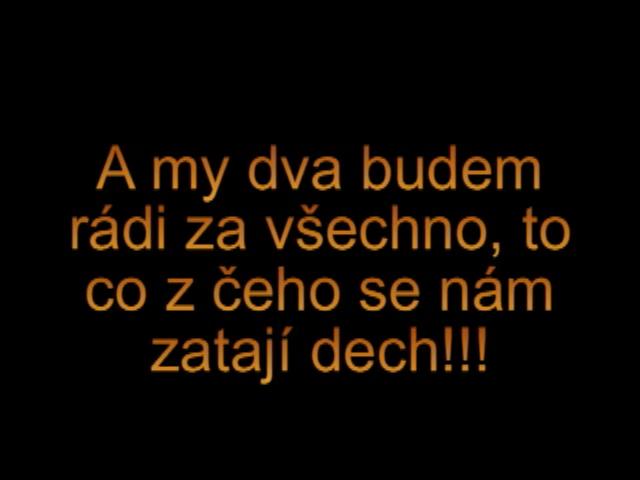 A my dva budem
rádi za všechno, to
co z čeho se nám
zatají dech!!!